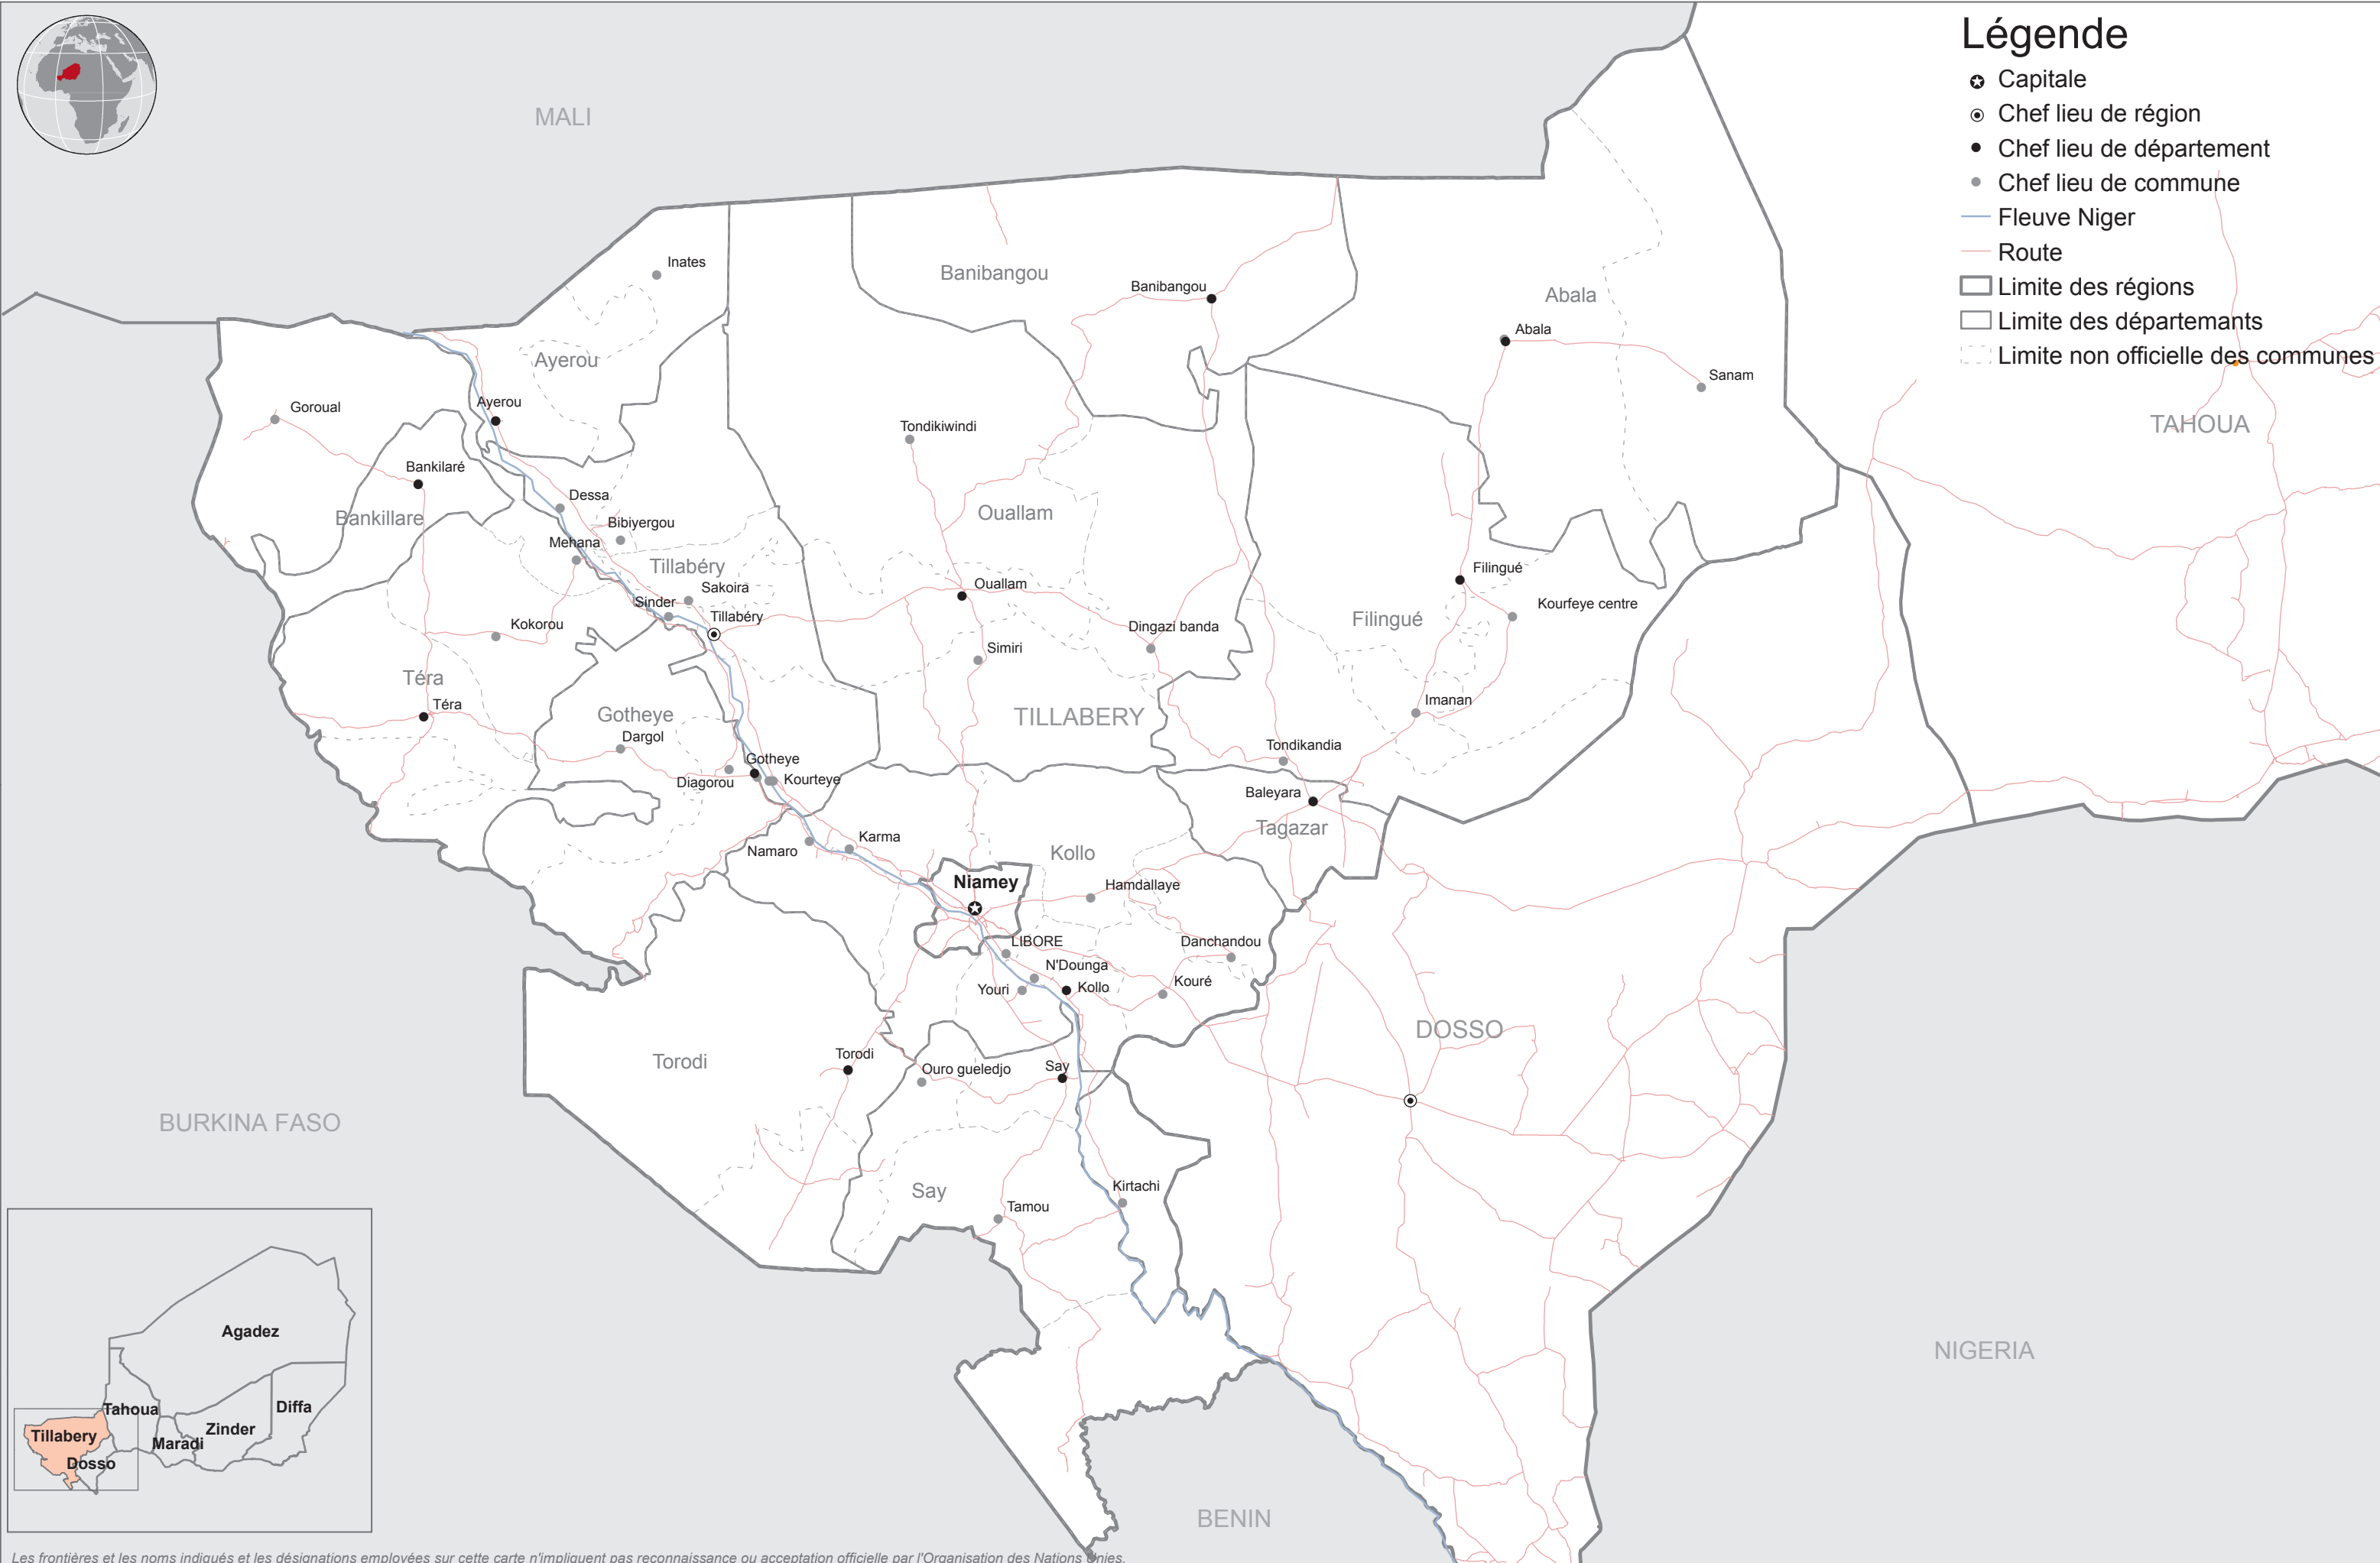 Légende
Capitale
Chef lieu de région
Chef lieu de département
Chef lieu de commune
Fleuve Niger
Route
Limite des régions
Limite des départemants
Limite non officielle des communes
MALI
Inates
Banibangou
Banibangou
Abala
Abala
Ayerou
Sanam
Ayerou
Goroual
TAHOUA
Tondikiwindi
Bankilaré
Dessa
Ouallam
Bankillare
Bibiyergou
Mehana
Tillabéry
Filingué
Ouallam
Sakoira
Sinder
Kourfeye centre
Tillabéry
Filingué
Kokorou
Dingazi banda
Simiri
Téra
Imanan
Téra
Gotheye
TILLABERY
Dargol
Tondikandia
Gotheye
Kourteye
Diagorou
Baleyara
Tagazar
Karma
Namaro
Kollo
Niamey
Hamdallaye
LIBORE
Danchandou
N'Dounga
Kouré
Youri
Kollo
DOSSO
Torodi
Torodi
Ouro gueledjo
Say
BURKINA FASO
Say
Kirtachi
Tamou
NIGERIA
BENIN
Agadez
Tahoua
Diffa
Zinder
Tillabery
Maradi
Dosso
Les frontières et les noms indiqués et les désignations employées sur cette carte n'impliquent pas reconnaissance ou acceptation officielle par l'Organisation des Nations Unies.